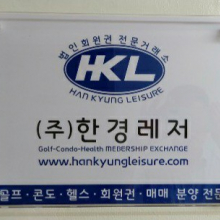 법인회원권 전문거래소
HKL
HAN KYUNG LEISURE
(주)한경레저
Golf-Condo-Health MEDERSHIP EXCHANGE
www.hankyungleisure.com
골프·콘도·헬스·회원권·매매 분양 전문